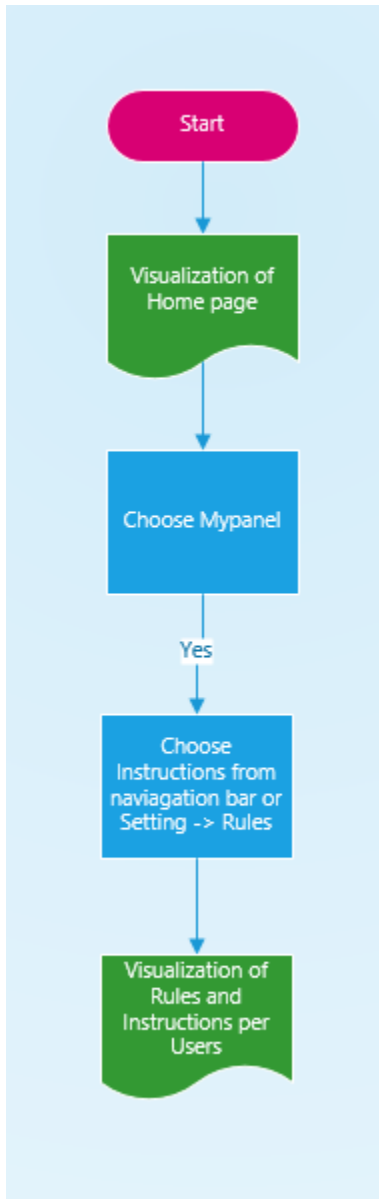 Start
Visualization of
Home page
Choose Mypanel
Yes
Choose
Instructions from
naviagation bar or
Setting -> Rules
Visualization of
Rules and
Instructions per
Users